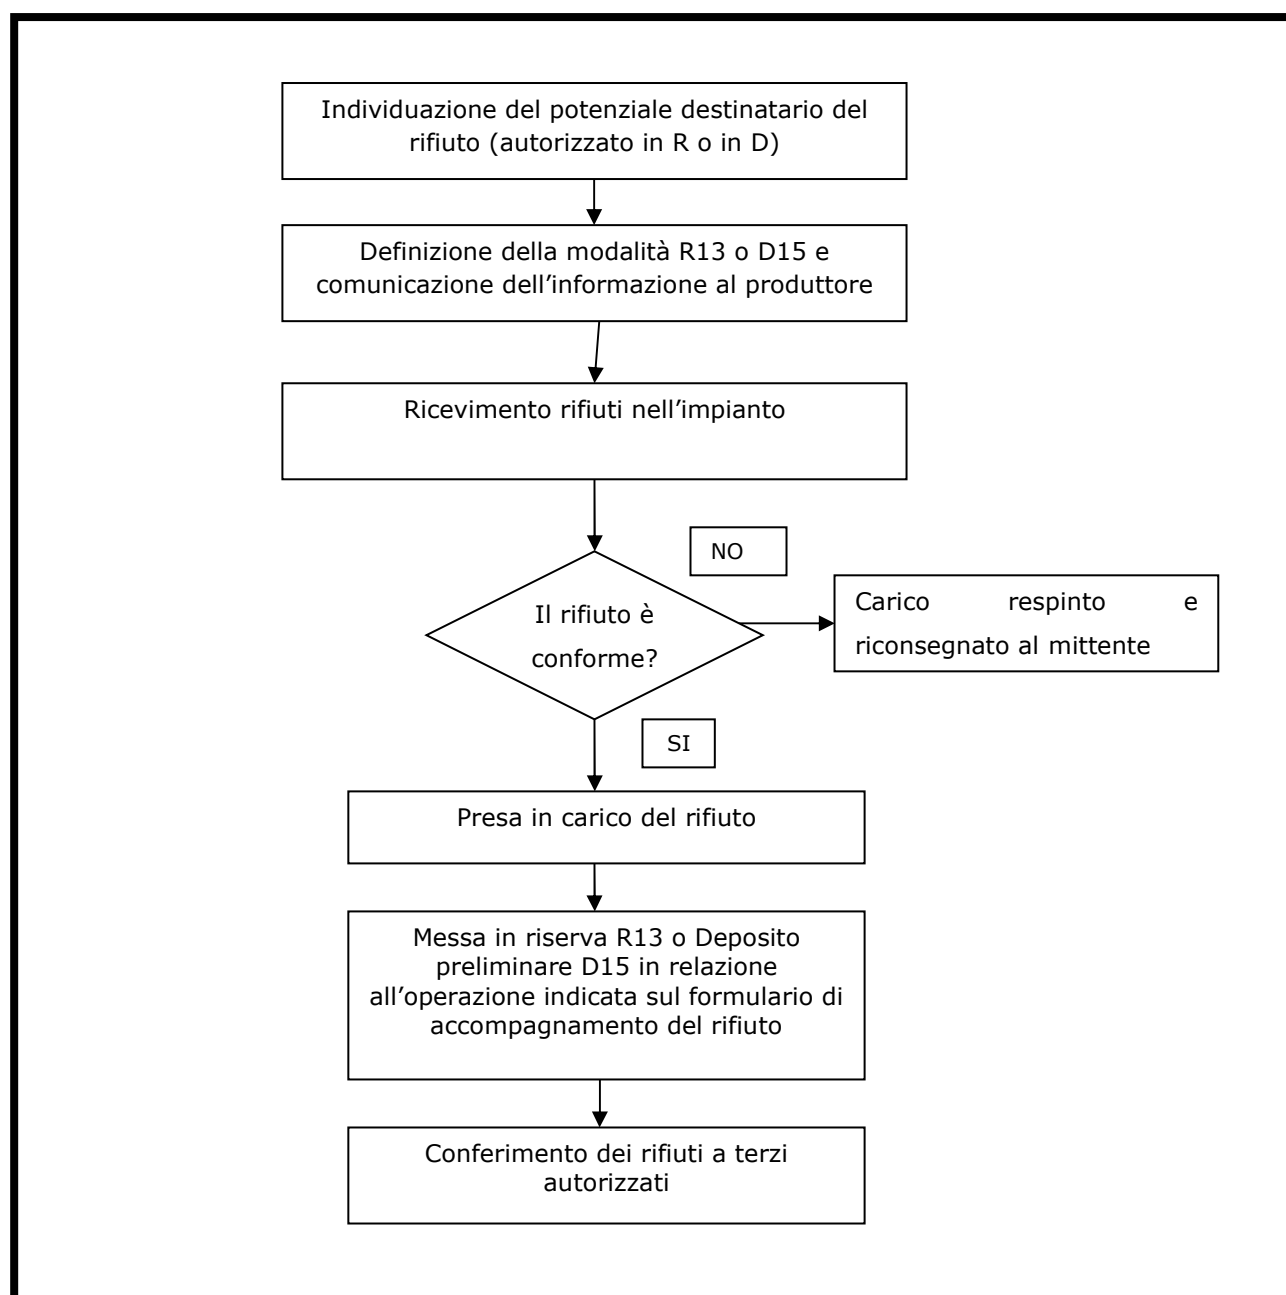 Individuazione del potenziale destinatario del
rifiuto (autorizzato in R o in D)
Definizione della modalità R13 o D15 e
comunicazione dell’informazione al produttore
Ricevimento rifiuti nell’impianto
NO
Il rifiuto è
conforme?
Carico respinto e
riconsegnato al mittente
SI
Presa in carico del rifiuto
Messa in riserva R13 o Deposito
preliminare D15 in relazione
all’operazione indicata sul formulario di
accompagnamento del rifiuto
Conferimento dei rifiuti a terzi
autorizzati